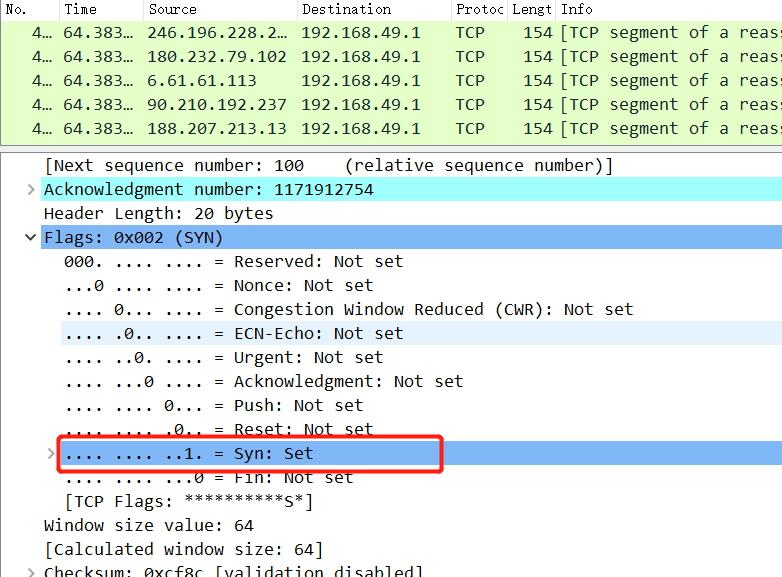 No. Time Source Destination Protoc Lengt Info
4… 64.383… 246.196.228.2… 192.168.49.1 TCP 154 [TCP segment of a reas
4… 64.383… 180.232.79.102 192.168.49.1 TCP 154 [TCP segment of a reas
4… 64.383… 6.61.61.113 192.168.49.1 TCP 154 [TCP segment of a reas
4… 64.383… 90.210.192.237 192.168.49.1 TCP 154 [TCP segment of a reas
4… 64.383… 188.207.213.13 192.168.49.1 TCP 154 [TCP segment of a reas
[Next sequence number: 100    (relative sequence number)]
Acknowledgment number: 1171912754
Header Length: 20 bytes
Flags: 0x002 (SYN)
000. .... .... = Reserved: Not set
...0 .... .... = Nonce: Not set
.... 0... .... = Congestion Window Reduced (CWR): Not set
.... .0.. .... = ECN-Echo: Not set
.... ..0. .... = Urgent: Not set
.... ...0 .... = Acknowledgment: Not set
.... .... 0... = Push: Not set
.... .... .0.. = Reset: Not set
.... .... ..1. = Syn: Set
.... .... ...0 = Fin: Not set
[TCP Flags: **********S*]
Window size value: 64
[Calculated window size: 64]
Checksum: 0xcf8c [validation disabled]